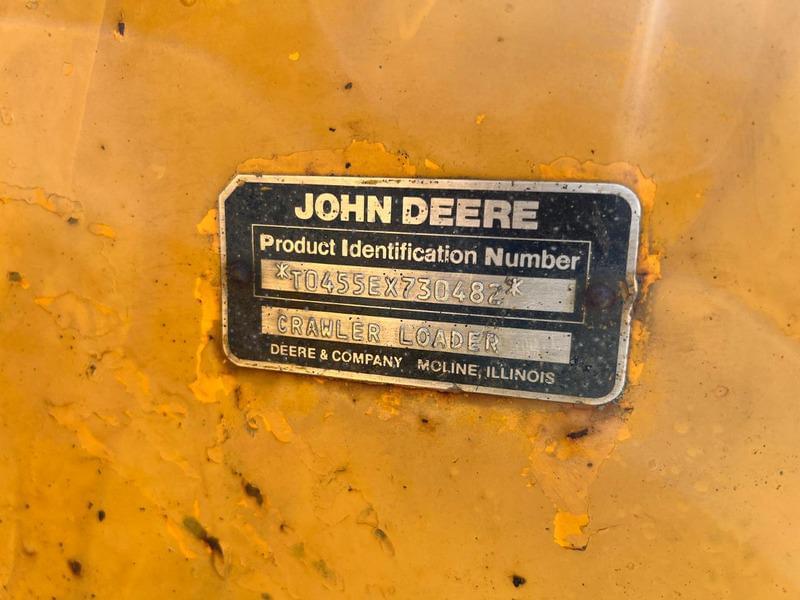 JOHN DEERE
Product Identification Number
*T0455EX730482*
CRAWLER LOADER
DEERE & COMPANY MOLINE, ILLINOIS